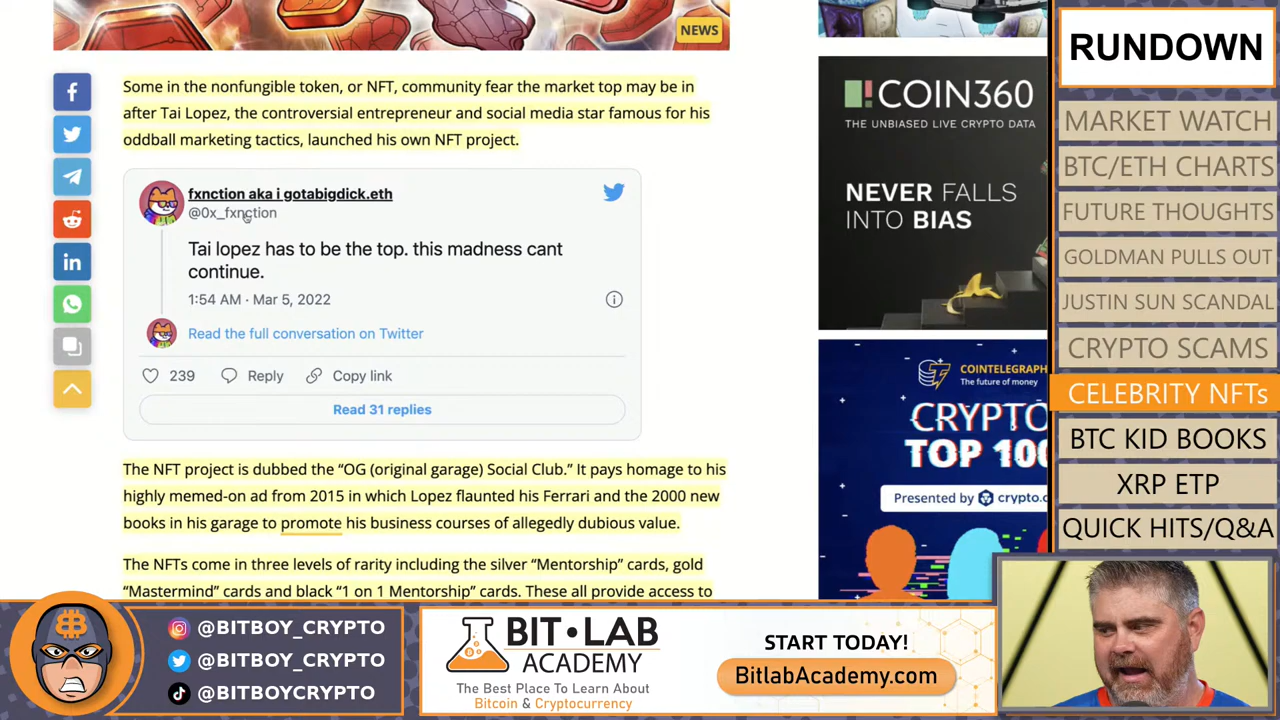 NEWS
Some in the nonfungible token, or NFT, community fear the market top may be in
after Tai Lopez, the controversial entrepreneur and social media star famous for his
oddball marketing tactics, launched his own NFT project.
fxnction aka i gotabigdick.eth
@0x_fxnction
Tai lopez has to be the top. this madness cant
continue.
1:54 AM · Mar 5, 2022
Read the full conversation on Twitter
239 Reply Copy link
Read 31 replies
The NFT project is dubbed the “OG (original garage) Social Club.” It pays homage to his
highly memed-on ad from 2015 in which Lopez flaunted his Ferrari and the 2000 new
books in his garage to promote his business courses of allegedly dubious value.
The NFTs come in three levels of rarity including the silver “Mentorship” cards, gold
“Mastermind” cards and black “1 on 1 Mentorship” cards. These all provide access to
COIN360
THE UNBIASED LIVE CRYPTO DATA
NEVER FALLS
INTO BIAS
COINTELEGRAPH
The future of money
CRYPTO
TOP 100
Presented by crypto.c
RUNDOWN
MARKET WATCH
BTC/ETH CHARTS
FUTURE THOUGHTS
GOLDMAN PULLS OUT
JUSTIN SUN SCANDAL
CRYPTO SCAMS
CELEBRITY NFTs
BTC KID BOOKS
XRP ETP
QUICK HITS/Q&A
@BITBOY_CRYPTO
@BITBOY_CRYPTO
@BITBOYCRYPTO
BIT•LAB
ACADEMY
The Best Place To Learn About
Bitcoin & Cryptocurrency
START TODAY!
BitlabAcademy.com